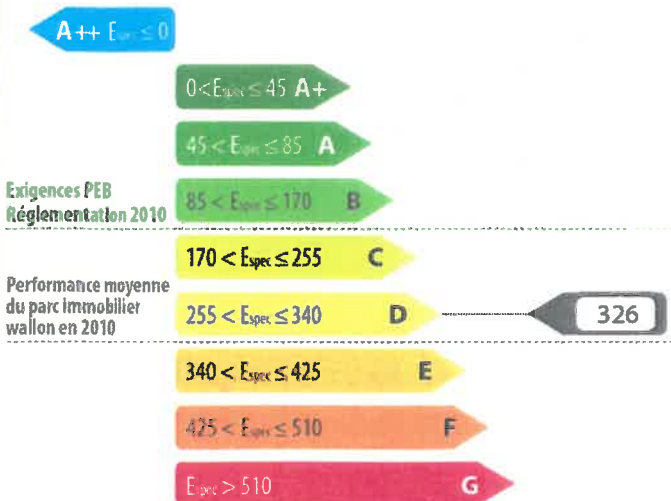 A++ Espec ≤ 0
0 < Espec ≤ 45 A+
45 < Espec ≤ 85 A
Exigences PEB
Réglementation 2010
85 < Espec ≤ 170 B
170 < Espec ≤ 255 C
Performance moyenne
du parc immobilier
wallon en 2010
255 < Espec ≤ 340 D
326
340 < Espec ≤ 425 E
425 < Espec ≤ 510 F
Espec > 510 G